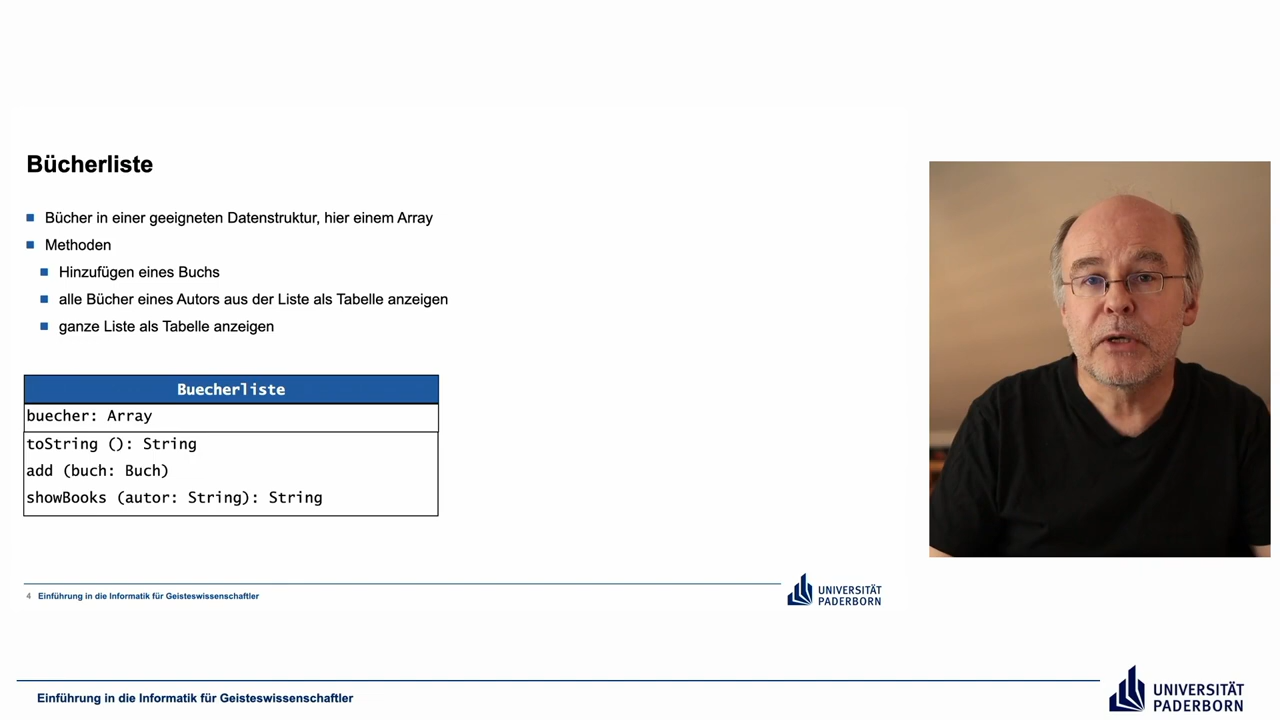 Bücherliste
Bücher in einer geeigneten Datenstruktur, hier einem Array
Methoden
Hinzufügen eines Buchs
alle Bücher eines Autors aus der Liste als Tabelle anzeigen
ganze Liste als Tabelle anzeigen
Buecherliste
buecher: Array
toString (): String
add (buch: Buch)
showBooks (autor: String): String
4 Einführung in die Informatik für Geisteswissenschaftler
UNIVERSITÄT
PADERBORN
Einführung in die Informatik für Geisteswissenschaftler
UNIVERSITÄT
PADERBORN